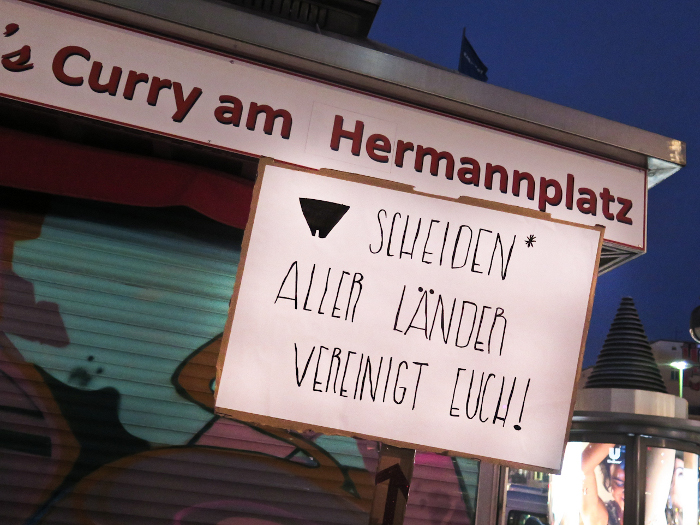 's Curry am Hermannplatz
SCHEIDEN*
ALLER LÄNDER
VEREINIGT EUCH!